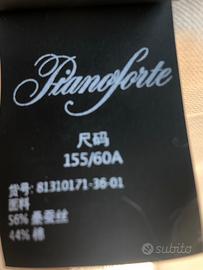 Pianoforte
尺码
155/60A
货号: 81310171-36-01
面料
56% 桑蚕丝
44% 棉
subito